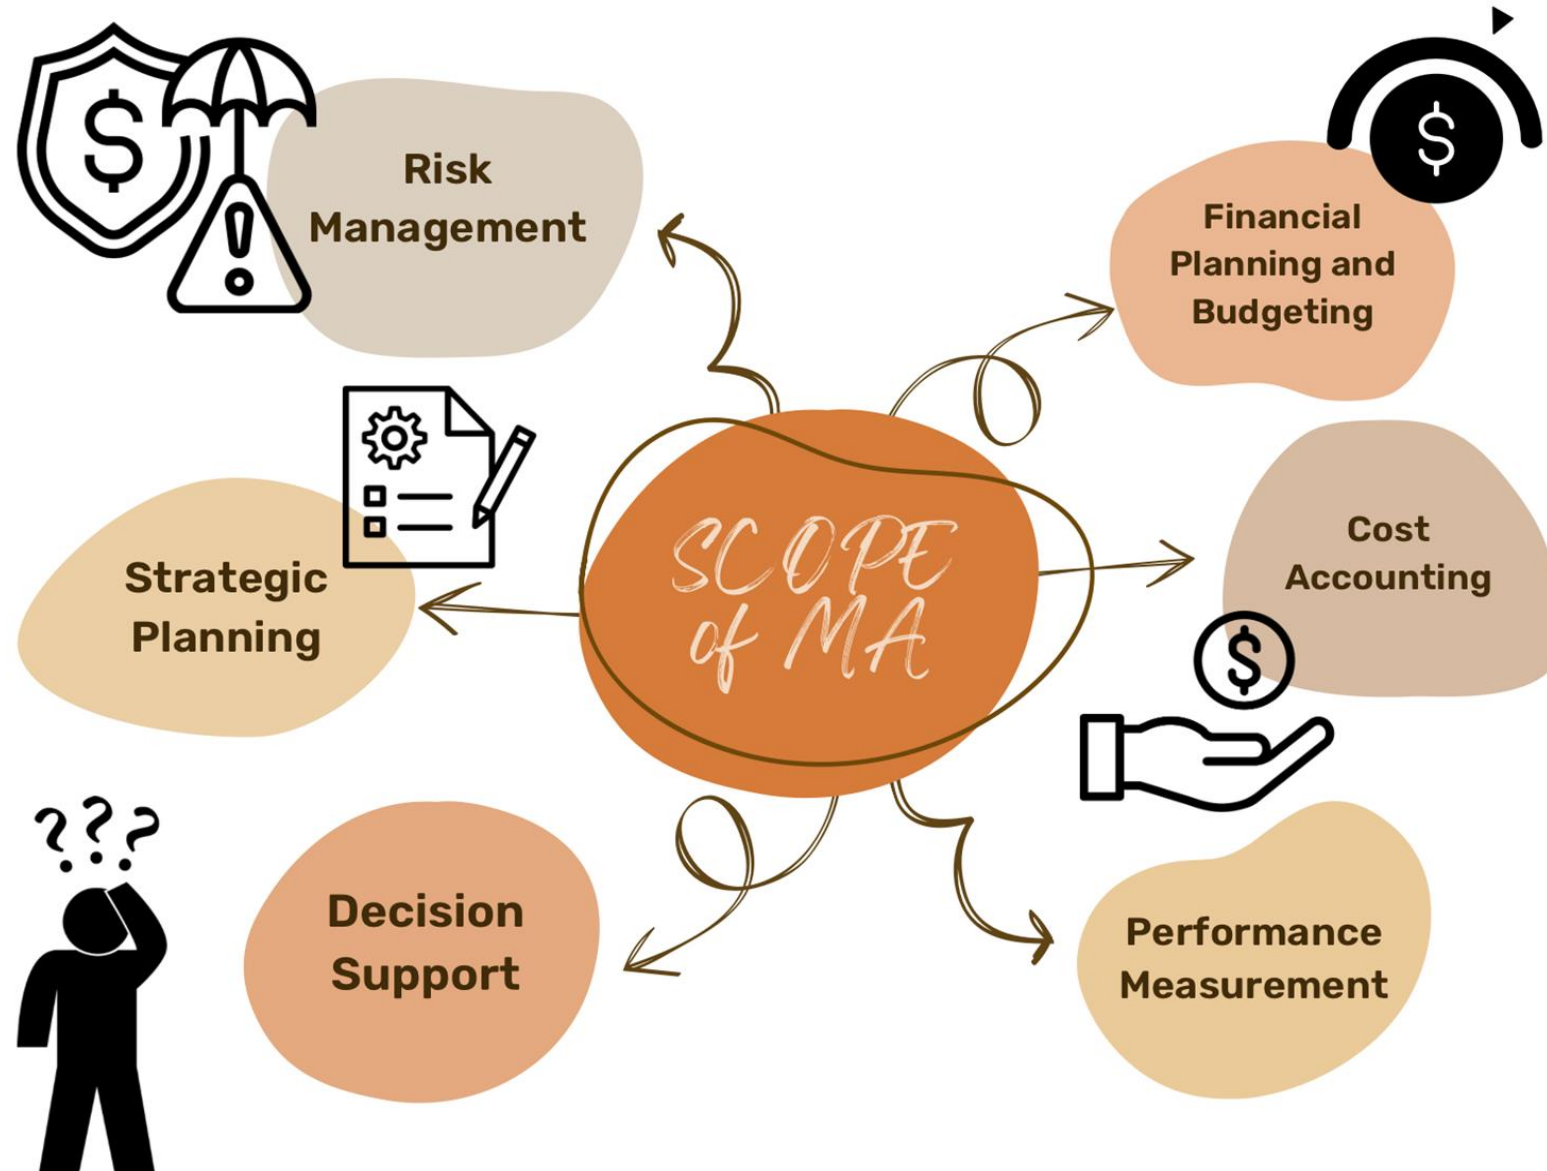 Risk
Management
Financial
Planning and
Budgeting
SCOPE
of MA
Cost
Accounting
Strategic
Planning
Decision
Support
Performance
Measurement
$
$
$
!
???